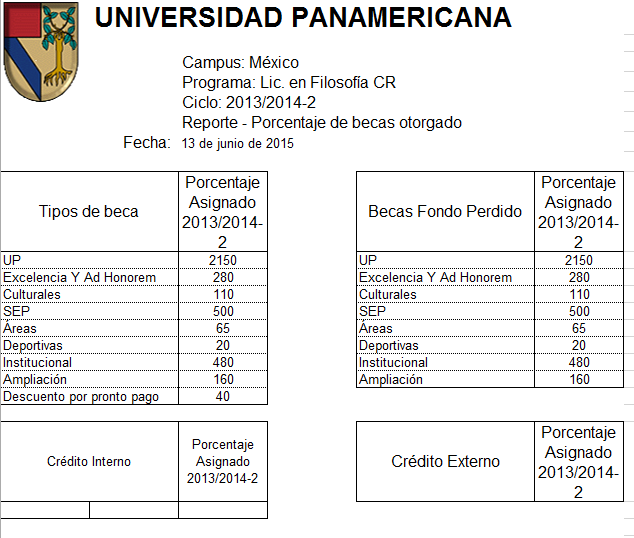 UNIVERSIDAD PANAMERICANA
Campus: México
Programa: Lic. en Filosofía CR
Ciclo: 2013/2014-2
Reporte - Porcentaje de becas otorgado
Fecha: 13 de junio de 2015
Tipos de beca
Porcentaje
Asignado
2013/2014-
2
UP 2150
Excelencia Y Ad Honorem 280
Culturales 110
SEP 500
Áreas 65
Deportivas 20
Institucional 480
Ampliación 160
Descuento por pronto pago 40
Becas Fondo Perdido
Porcentaje
Asignado
2013/2014-
2
UP 2150
Excelencia Y Ad Honorem 280
Culturales 110
SEP 500
Áreas 65
Deportivas 20
Institucional 480
Ampliación 160
Crédito Interno
Porcentaje
Asignado
2013/2014-2
Crédito Externo
Porcentaje
Asignado
2013/2014-
2